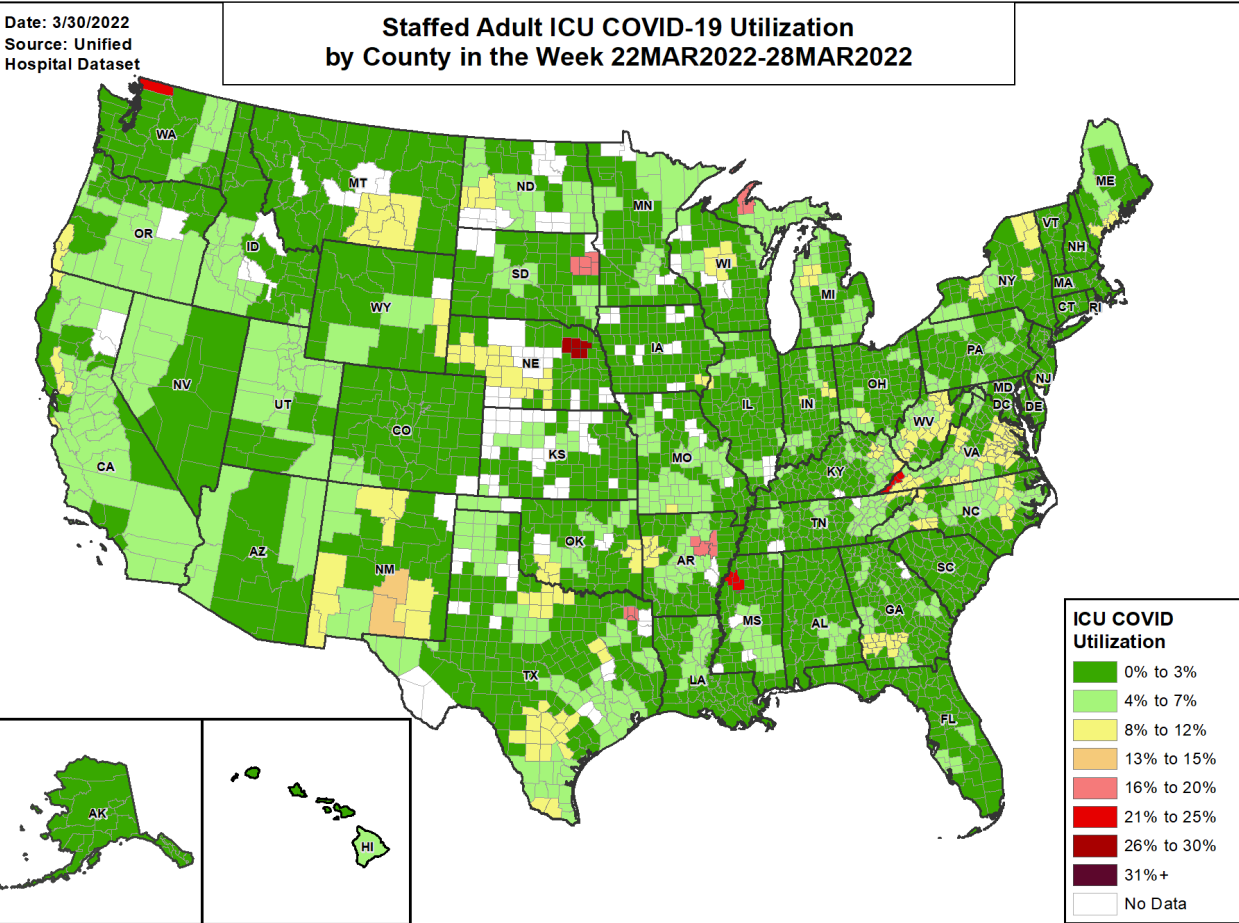 Date: 3/30/2022
Source: Unified
Hospital Dataset
Staffed Adult ICU COVID-19 Utilization
by County in the Week 22MAR2022-28MAR2022
WA
MT
ND
MN
ME
OR
ID
SD
WI
VT
NH
NY
MA
CT
RI
MI
WY
IA
NE
PA
NJ
NV
UT
CO
IL
IN
OH
MD
DC
DE
WV
VA
CA
KS
MO
KY
AZ
NM
OK
AR
TN
NC
SC
MS
AL
GA
TX
LA
FL
AK
HI
ICU COVID
Utilization
0% to 3%
4% to 7%
8% to 12%
13% to 15%
16% to 20%
21% to 25%
26% to 30%
31%+
No Data